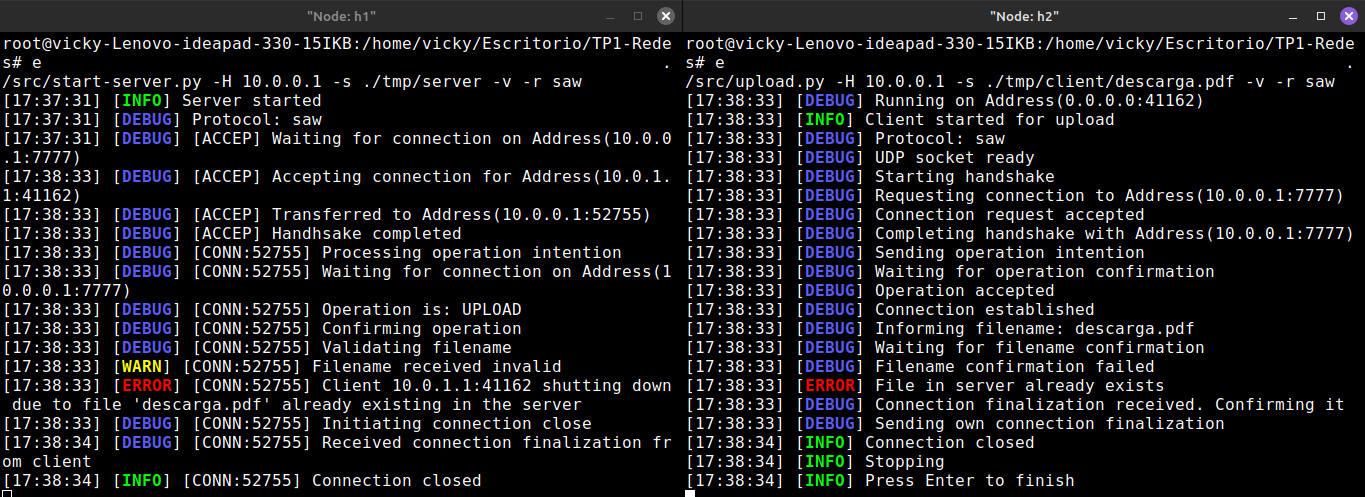 "Node: h1"
root@vicky-Lenovo-ideapad-330-15IKB:/home/vicky/Escritorio/TP1-Rede
s# e .
/src/start-server.py -H 10.0.0.1 -s ./tmp/server -v -r saw
[17:37:31] [INFO] Server started
[17:37:31] [DEBUG] Protocol: saw
[17:37:31] [DEBUG] [ACCEP] Waiting for connection on Address(10.0.0
.1:7777)
[17:38:33] [DEBUG] [ACCEP] Accepting connection for Address(10.0.1.
1:41162)
[17:38:33] [DEBUG] [ACCEP] Transferred to Address(10.0.0.1:52755)
[17:38:33] [DEBUG] [ACCEP] Handhsake completed
[17:38:33] [DEBUG] [CONN:52755] Processing operation intention
[17:38:33] [DEBUG] [CONN:52755] Waiting for connection on Address(1
0.0.0.1:7777)
[17:38:33] [DEBUG] [CONN:52755] Operation is: UPLOAD
[17:38:33] [DEBUG] [CONN:52755] Confirming operation
[17:38:33] [DEBUG] [CONN:52755] Validating filename
[17:38:33] [WARN] [CONN:52755] Filename received invalid
[17:38:33] [ERROR] [CONN:52755] Client 10.0.1.1:41162 shutting down
due to file 'descarga.pdf' already existing in the server
[17:38:33] [DEBUG] [CONN:52755] Initiating connection close
[17:38:34] [DEBUG] [CONN:52755] Received connection finalization fr
om client
[17:38:34] [INFO] [CONN:52755] Connection closed
"Node: h2"
root@vicky-Lenovo-ideapad-330-15IKB:/home/vicky/Escritorio/TP1-Rede
s# e .
/src/upload.py -H 10.0.0.1 -s ./tmp/client/descarga.pdf -v -r saw
[17:38:33] [DEBUG] Running on Address(0.0.0.0:41162)
[17:38:33] [INFO] Client started for upload
[17:38:33] [DEBUG] Protocol: saw
[17:38:33] [DEBUG] UDP socket ready
[17:38:33] [DEBUG] Starting handshake
[17:38:33] [DEBUG] Requesting connection to Address(10.0.0.1:7777)
[17:38:33] [DEBUG] Connection request accepted
[17:38:33] [DEBUG] Completing handshake with Address(10.0.0.1:7777)
[17:38:33] [DEBUG] Sending operation intention
[17:38:33] [DEBUG] Waiting for operation confirmation
[17:38:33] [DEBUG] Operation accepted
[17:38:33] [DEBUG] Connection established
[17:38:33] [DEBUG] Informing filename: descarga.pdf
[17:38:33] [DEBUG] Waiting for filename confirmation
[17:38:33] [DEBUG] Filename confirmation failed
[17:38:33] [ERROR] File in server already exists
[17:38:33] [DEBUG] Connection finalization received. Confirming it
[17:38:33] [DEBUG] Sending own connection finalization
[17:38:34] [INFO] Connection closed
[17:38:34] [INFO] Stopping
[17:38:34] [INFO] Press Enter to finish